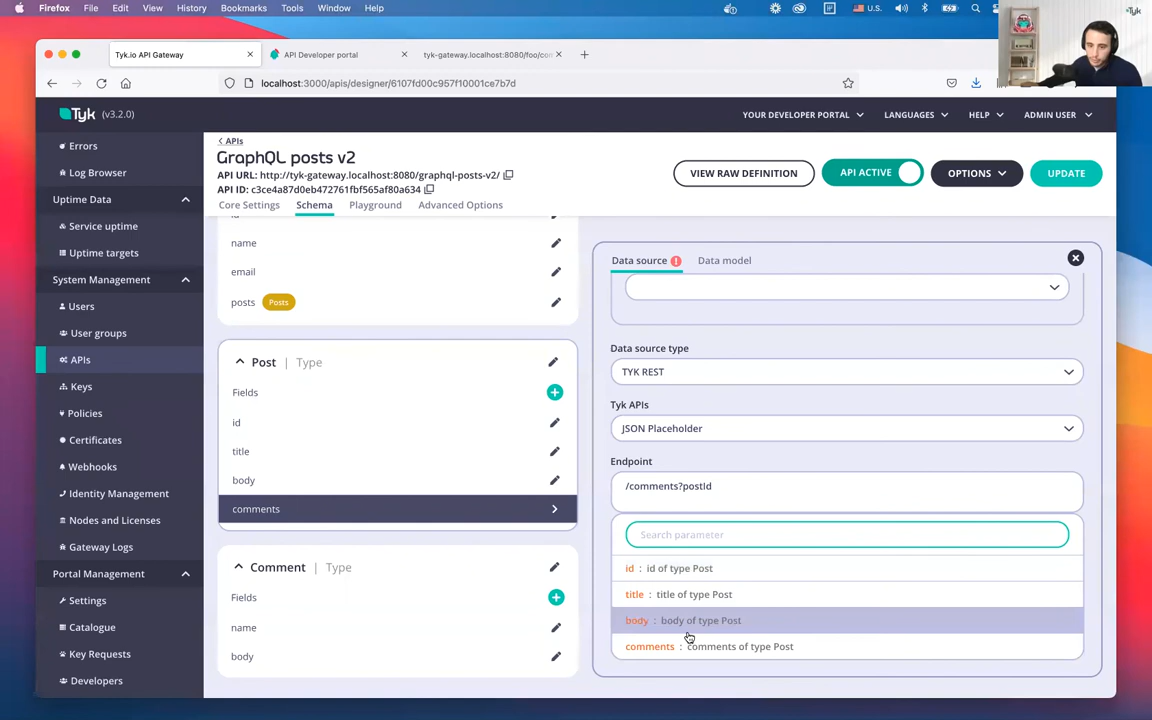 Firefox File Edit View History Bookmarks Tools Window Help U.S.
Tyk
Tyk.io API Gateway
API Developer portal
tyk-gateway.localhost:8080/foo/con
localhost:3000/apis/designer/6107fd00c957f10001cge7b7d
Tyk (v3.2.0)
YOUR DEVELOPER PORTAL LANGUAGES HELP ADMIN USER
Errors
Log Browser
Uptime Data
Service uptime
Uptime targets
System Management
Users
User groups
APIs
Keys
Policies
Certificates
Webhooks
Identity Management
Nodes and Licenses
Gateway Logs
Portal Management
Settings
Catalogue
Key Requests
Developers
APIs
GraphQL posts v2
API URL: http://tyk-gateway.localhost:8080/graphql-posts-v2/
API ID: c3ce4a87d0eb472761fbf565af80a634
VIEW RAW DEFINITION
API ACTIVE
OPTIONS
UPDATE
Core Settings Schema Playground Advanced Options
name
email
posts Posts
Post | Type
Fields
id
title
body
comments
Comment | Type
Fields
name
body
Data source ! Data model
Data source type
TYK REST
Tyk APIs
JSON Placeholder
Endpoint
/comments?postId
Search parameter
id : id of type Post
title : title of type Post
body : body of type Post
comments : comments of type Post